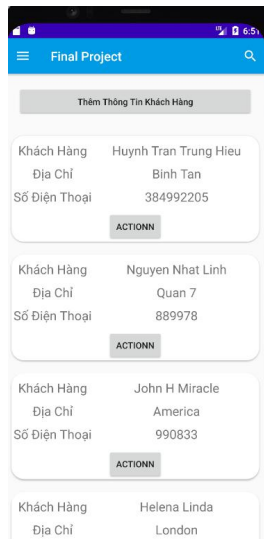 6:51
Final Project
Thêm Thông Tin Khách Hàng
Khách Hàng Huynh Tran Trung Hieu
Địa Chỉ Binh Tan
Số Điện Thoại 384992205
ACTIONN
Khách Hàng Nguyen Nhat Linh
Địa Chỉ Quan 7
Số Điện Thoại 889978
ACTIONN
Khách Hàng John H Miracle
Địa Chỉ America
Số Điện Thoại 990833
ACTIONN
Khách Hàng Helena Linda
Địa Chỉ London